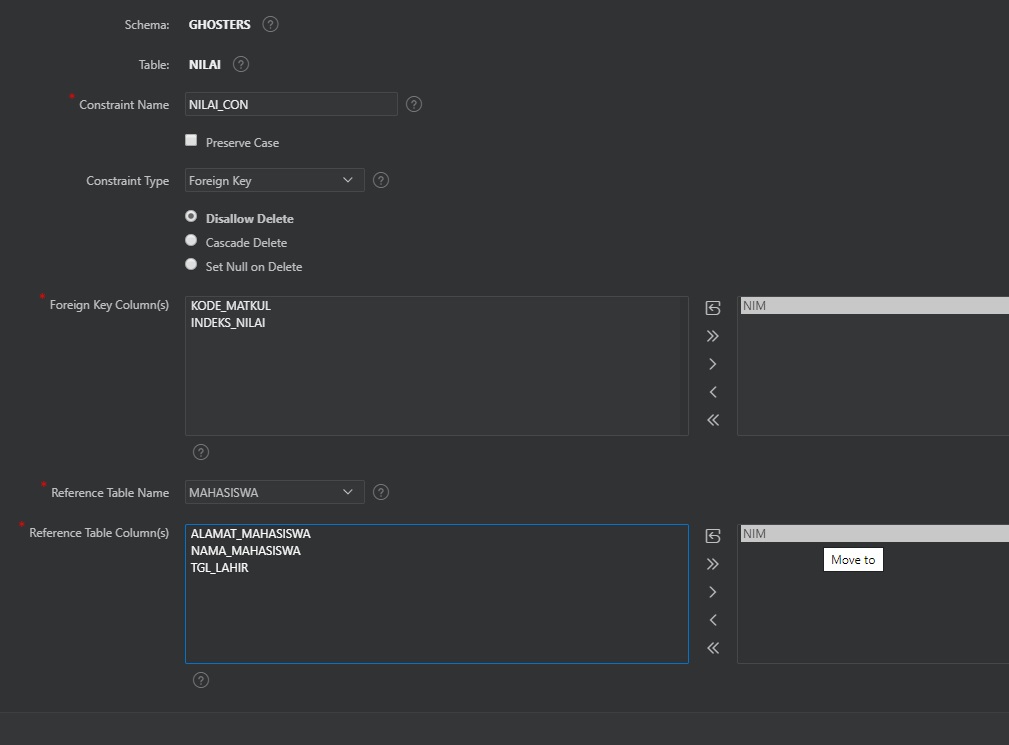 Schema: GHOSTERS ?
Table: NILAI ?
* Constraint Name NILAI_CON ?
Preserve Case
Constraint Type Foreign Key ?
Disallow Delete
Cascade Delete
Set Null on Delete
* Foreign Key Column(s) KODE_MATKUL NIM
INDEKS_NILAI
?
* Reference Table Name MAHASISWA ?
* Reference Table Column(s) ALAMAT_MAHASISWA NIM
NAMA_MAHASISWA
Move to
TGL_LAHIR
?